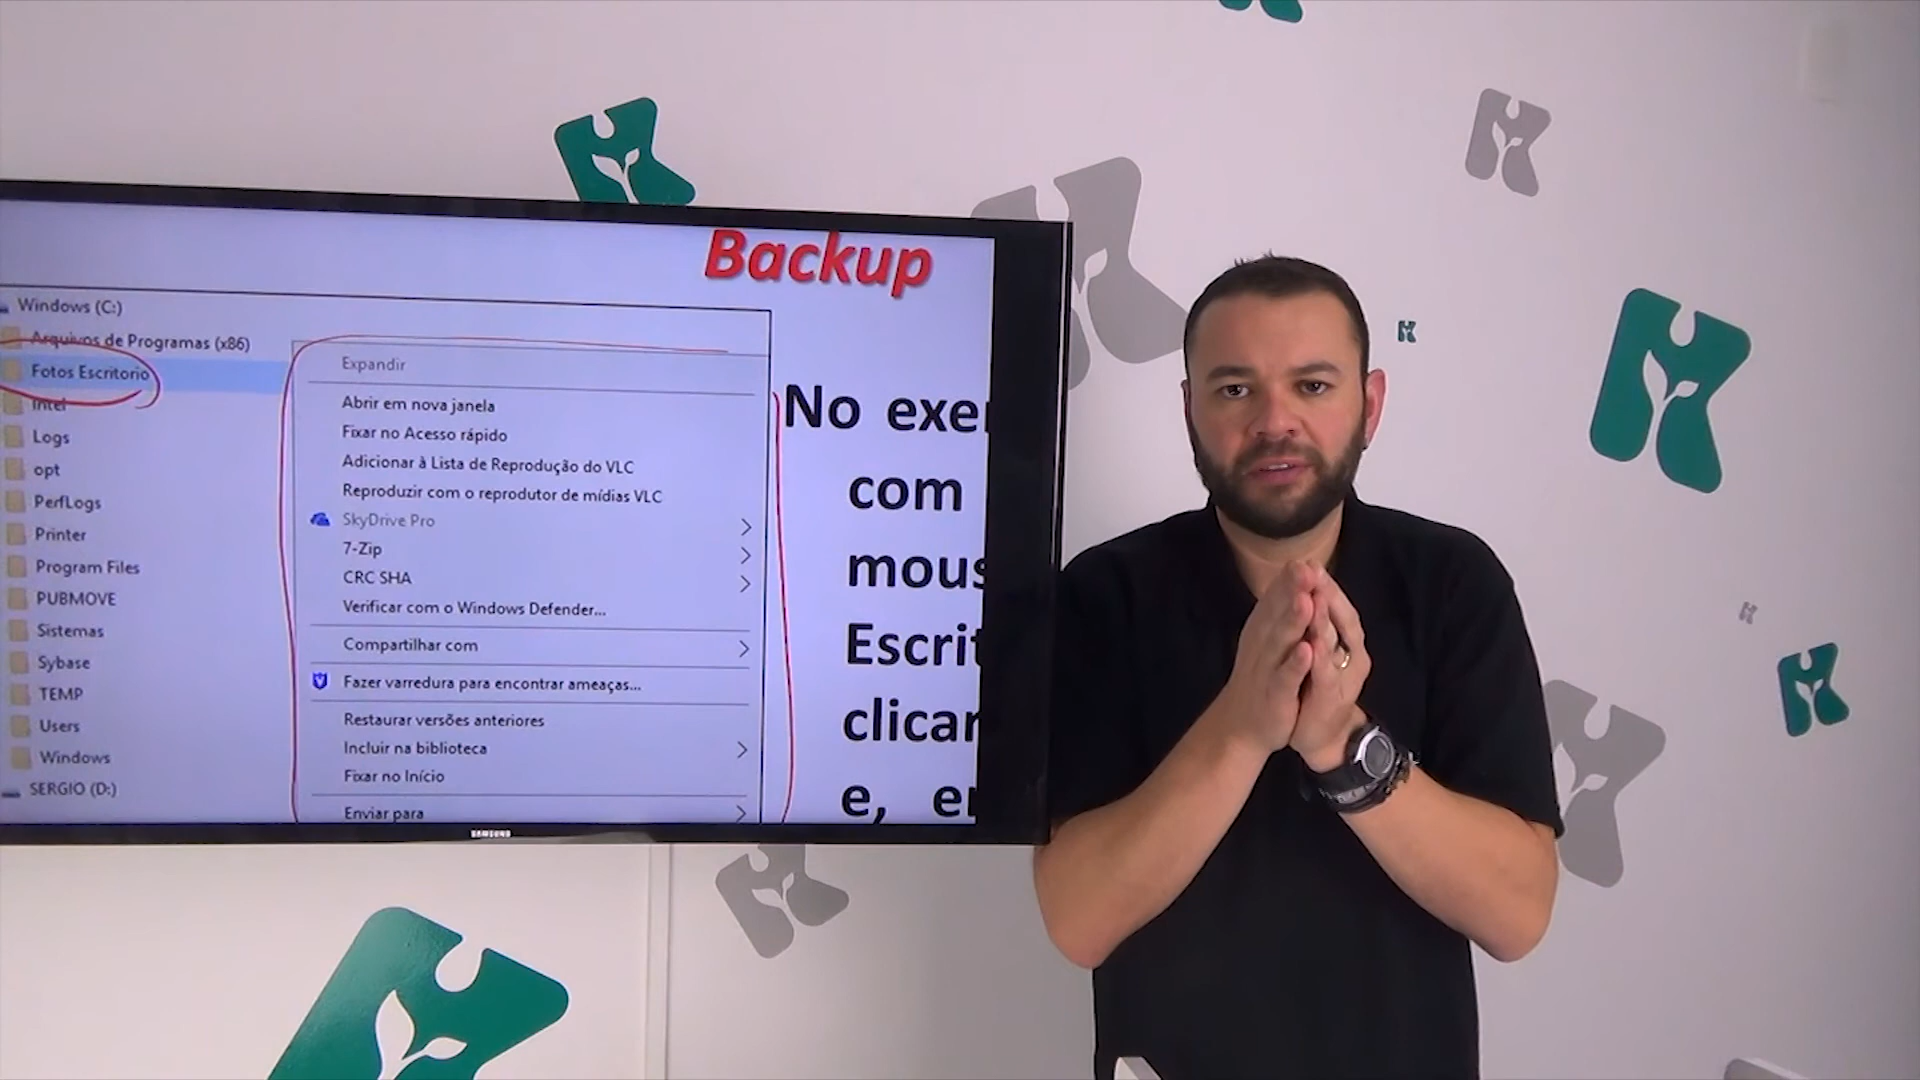 Backup
Windows (C:)
Arquivos de Programas (x86)
Fotos Escritorio
Intel
Logs
opt
PerfLogs
Printer
Program Files
PUBMOVE
Sistemas
Sybase
TEMP
Users
Windows
SERGIO (D:)
Expandir
Abrir em nova janela
Fixar no Acesso rápido
Adicionar à Lista de Reprodução do VLC
Reproduzir com o reprodutor de mídias VLC
SkyDrive Pro
7-Zip
CRC SHA
Verificar com o Windows Defender...
Compartilhar com
Fazer varredura para encontrar ameaças...
Restaurar versões anteriores
Incluir na biblioteca
Fixar no Início
Enviar para
No exe
com
mous
Escrit
clicar
e, e
SAMSUNG